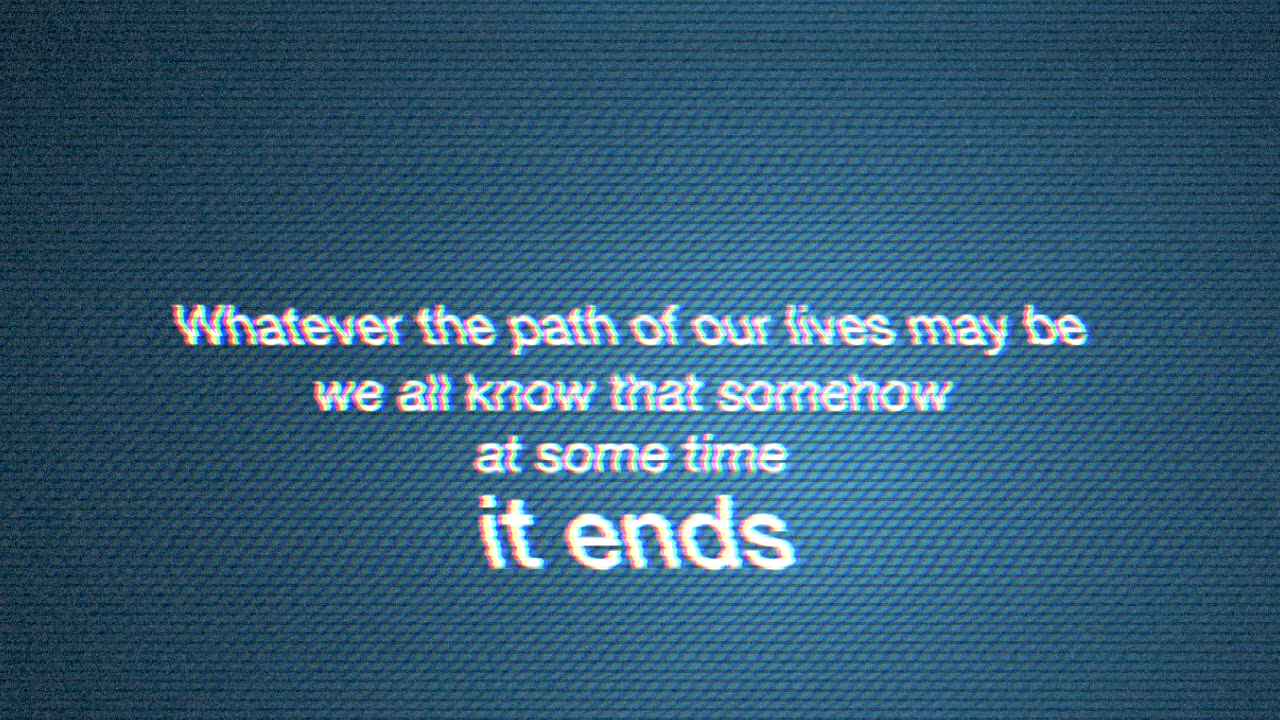 Whatever the path of our lives may be
we all know that somehow
at some time
it ends